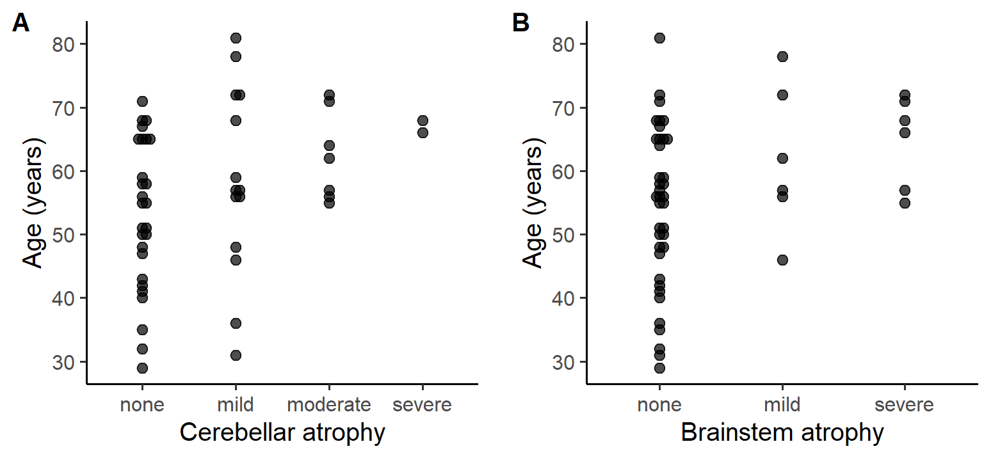 A
Age (years)
80
70
60
50
40
30
none mild moderate severe
Cerebellar atrophy
B
Age (years)
80
70
60
50
40
30
none mild severe
Brainstem atrophy